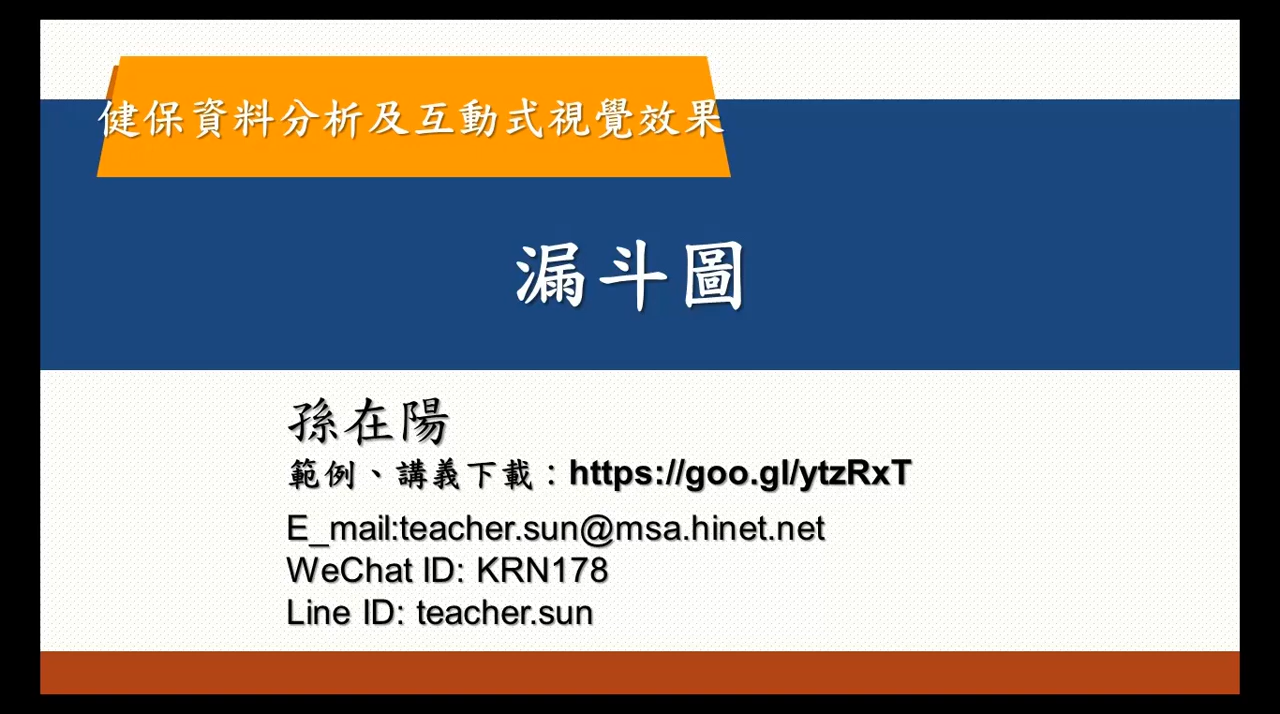 健保資料分析及互動式視覺效果
漏斗圖
孫在陽
範例、講義下載：https://goo.gl/ytzRxT
E_mail:teacher.sun@msa.hinet.net
WeChat ID: KRN178
Line ID: teacher.sun